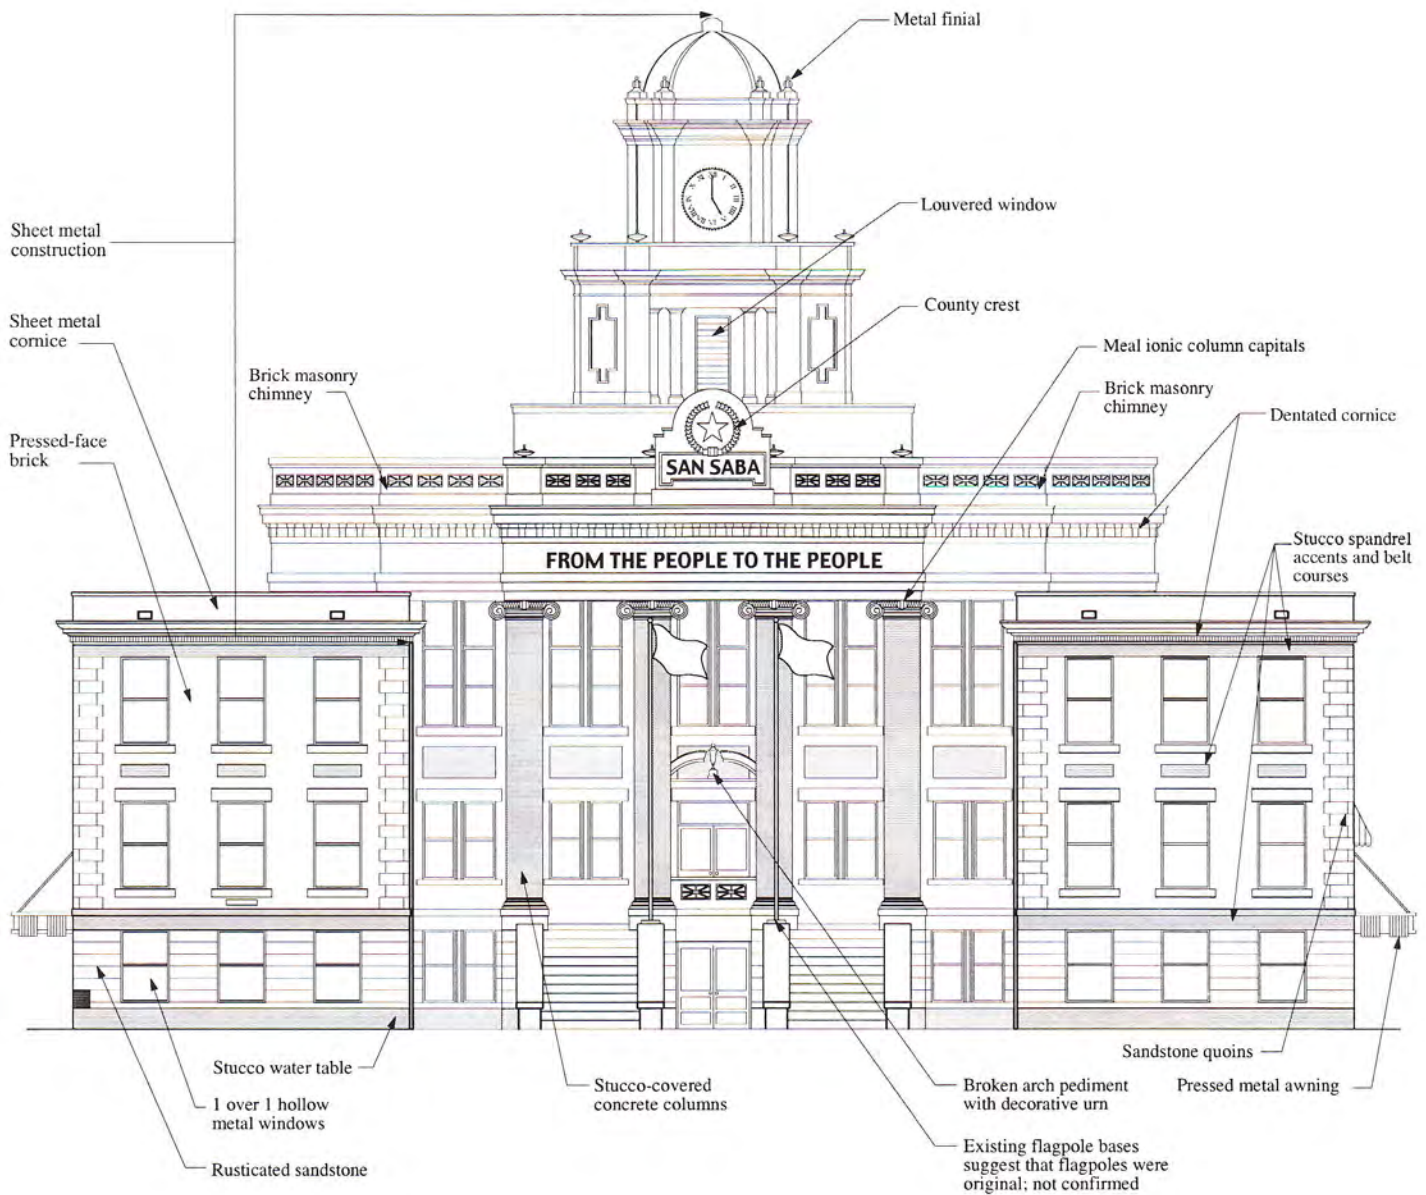 Metal finial
Louvered window
Sheet metal
construction
County crest
Sheet metal
cornice
Meal ionic column capitals
Brick masonry
chimney
Brick masonry
chimney
Dentated cornice
Pressed-face
brick
SAN SABA
FROM THE PEOPLE TO THE PEOPLE
Stucco spandrel
accents and belt
courses
Stucco water table
Sandstone quoins
Stucco-covered
concrete columns
Broken arch pediment
with decorative urn
Pressed metal awning
1 over 1 hollow
metal windows
Existing flagpole bases
suggest that flagpoles were
original; not confirmed
Rusticated sandstone